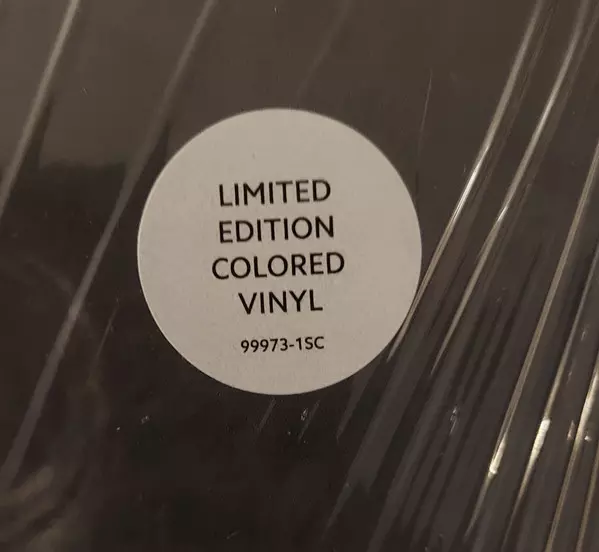 LIMITED
EDITION
COLORED
VINYL
99973-1SC